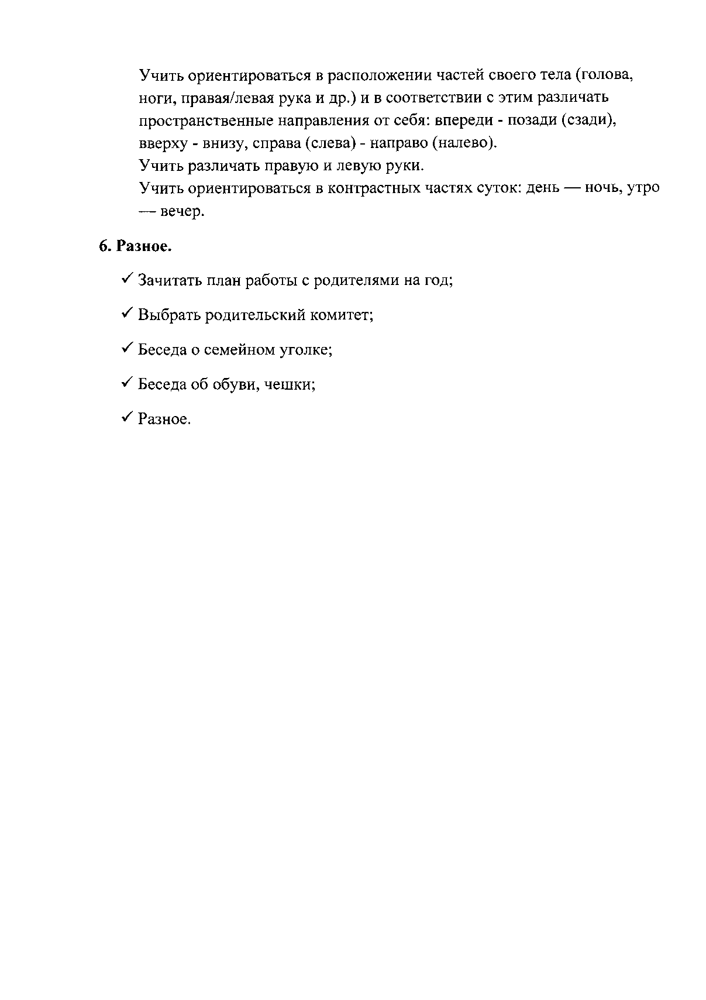 Учить ориентироваться в расположении частей своего тела (голова,
ноги, правая/левая рука и др.) и в соответствии с этим различать
пространственные направления от себя: впереди - позади (сзади),
вверху - внизу, справа (слева) - направо (налево).
Учить различать правую и левую руки.
Учить ориентироваться в контрастных частях суток: день — ночь, утро
— вечер.
6. Разное.
✓ Зачитать план работы с родителями на год;
✓ Выбрать родительский комитет;
✓ Беседа о семейном уголке;
✓ Беседа об обуви, чешки;
✓ Разное.